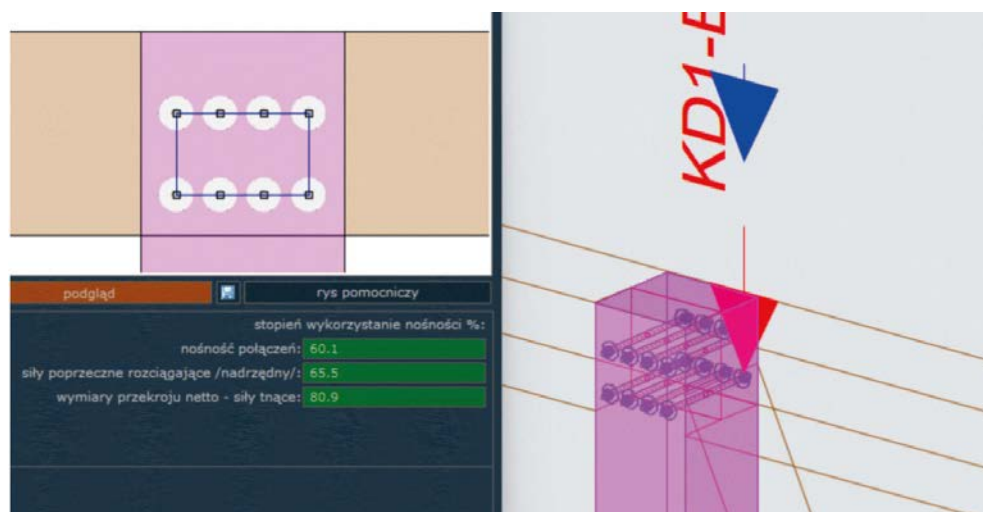 podgląd
rys pomocniczy
stopień wykorzystanie nośności %:
nośność połączeń: 60.1
siły poprzeczne rozciągające /nadrzędny/: 65.5
wymiary przekroju netto - siły tnące: 80.9